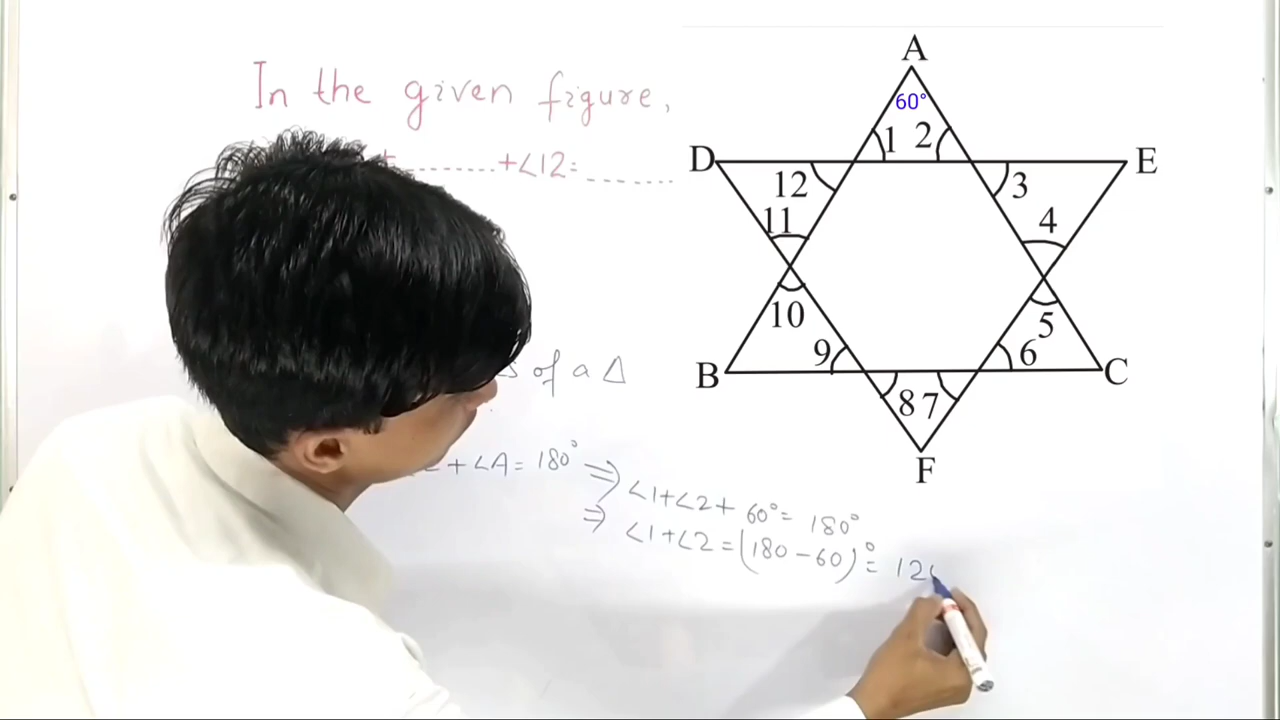 In the given figure,
+ ........ +∠12= _ _ _ _ _ _
of a Δ
+∠A= 180°
⇒ ∠1+∠2+ 60°= 180°
⇒ ∠1+∠2=(180-60)°= 12
A
60°
1 2
D E
12 3
11 4
10 5
9 6
B C
8 7
F